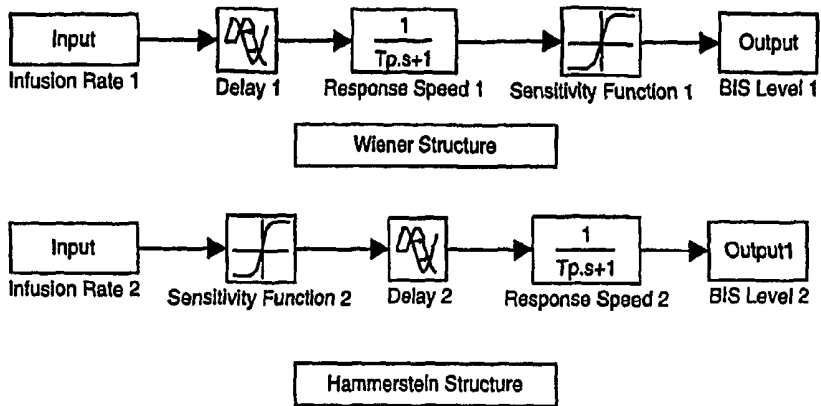 Input
Infusion Rate 1
Delay 1
1
Tp.s+1
Response Speed 1
Sensitivity Function 1
Output
BIS Level 1
Wiener Structure
Input
Infusion Rate 2
Sensitivity Function 2
Delay 2
1
Tp.s+1
Response Speed 2
Output1
BIS Level 2
Hammerstein Structure